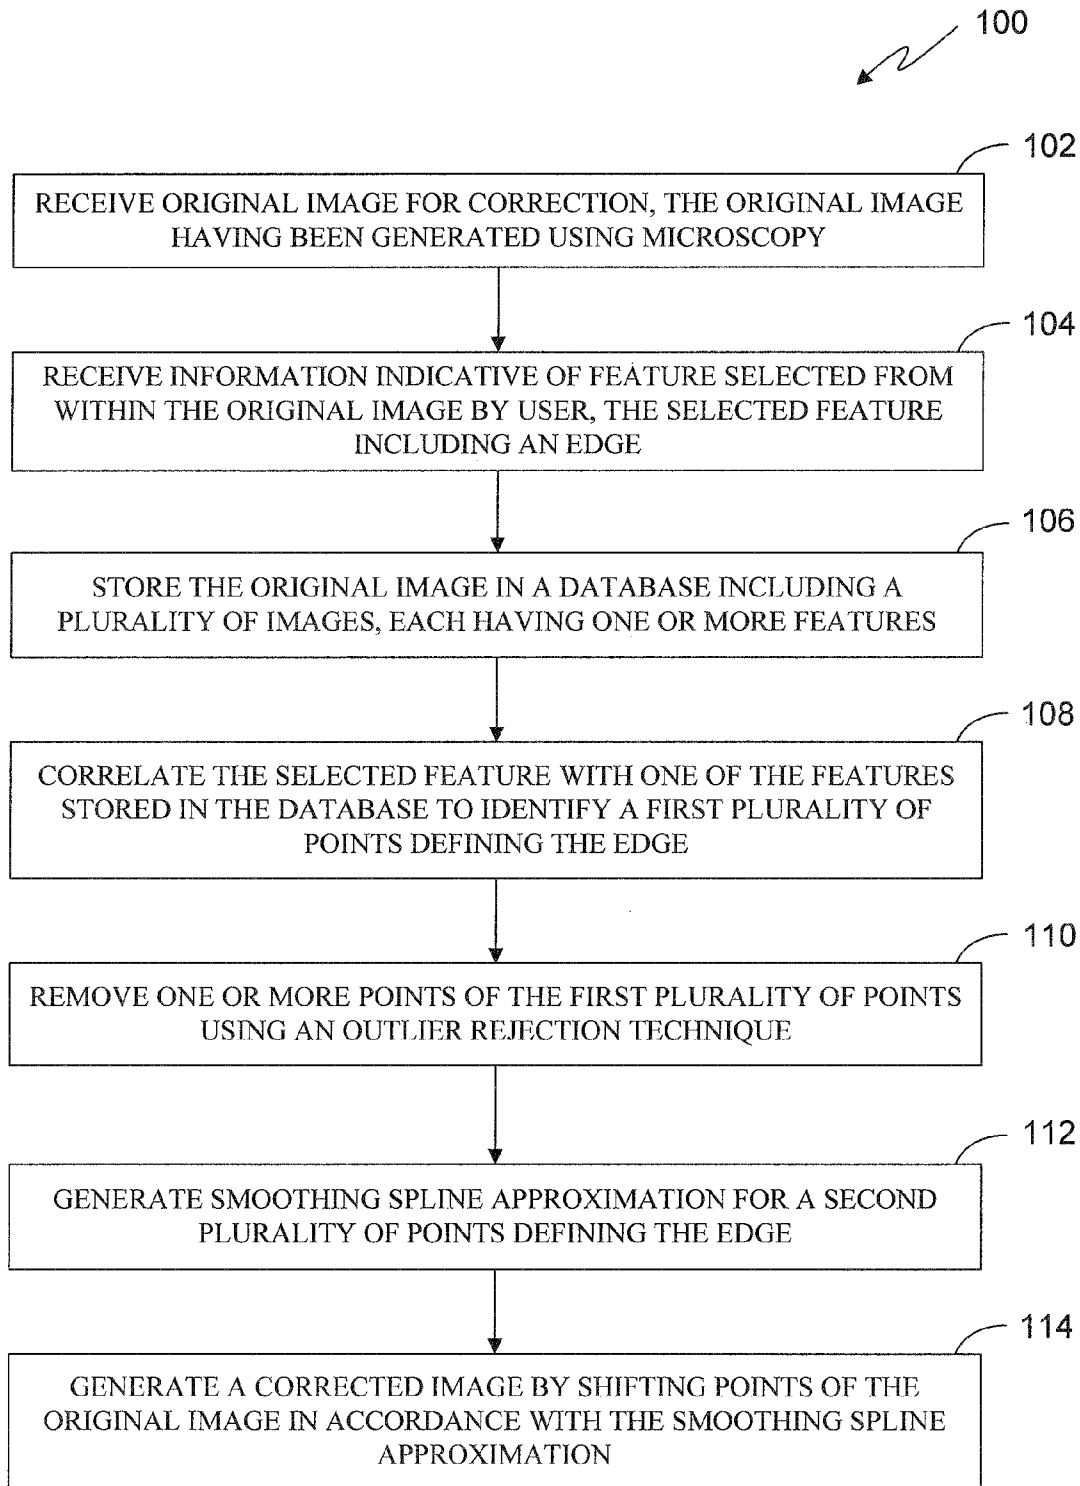 100
102
RECEIVE ORIGINAL IMAGE FOR CORRECTION, THE ORIGINAL IMAGE
HAVING BEEN GENERATED USING MICROSCOPY
104
RECEIVE INFORMATION INDICATIVE OF FEATURE SELECTED FROM
WITHIN THE ORIGINAL IMAGE BY USER, THE SELECTED FEATURE
INCLUDING AN EDGE
106
STORE THE ORIGINAL IMAGE IN A DATABASE INCLUDING A
PLURALITY OF IMAGES, EACH HAVING ONE OR MORE FEATURES
108
CORRELATE THE SELECTED FEATURE WITH ONE OF THE FEATURES
STORED IN THE DATABASE TO IDENTIFY A FIRST PLURALITY OF
POINTS DEFINING THE EDGE
110
REMOVE ONE OR MORE POINTS OF THE FIRST PLURALITY OF POINTS
USING AN OUTLIER REJECTION TECHNIQUE
112
GENERATE SMOOTHING SPLINE APPROXIMATION FOR A SECOND
PLURALITY OF POINTS DEFINING THE EDGE
114
GENERATE A CORRECTED IMAGE BY SHIFTING POINTS OF THE
ORIGINAL IMAGE IN ACCORDANCE WITH THE SMOOTHING SPLINE
APPROXIMATION